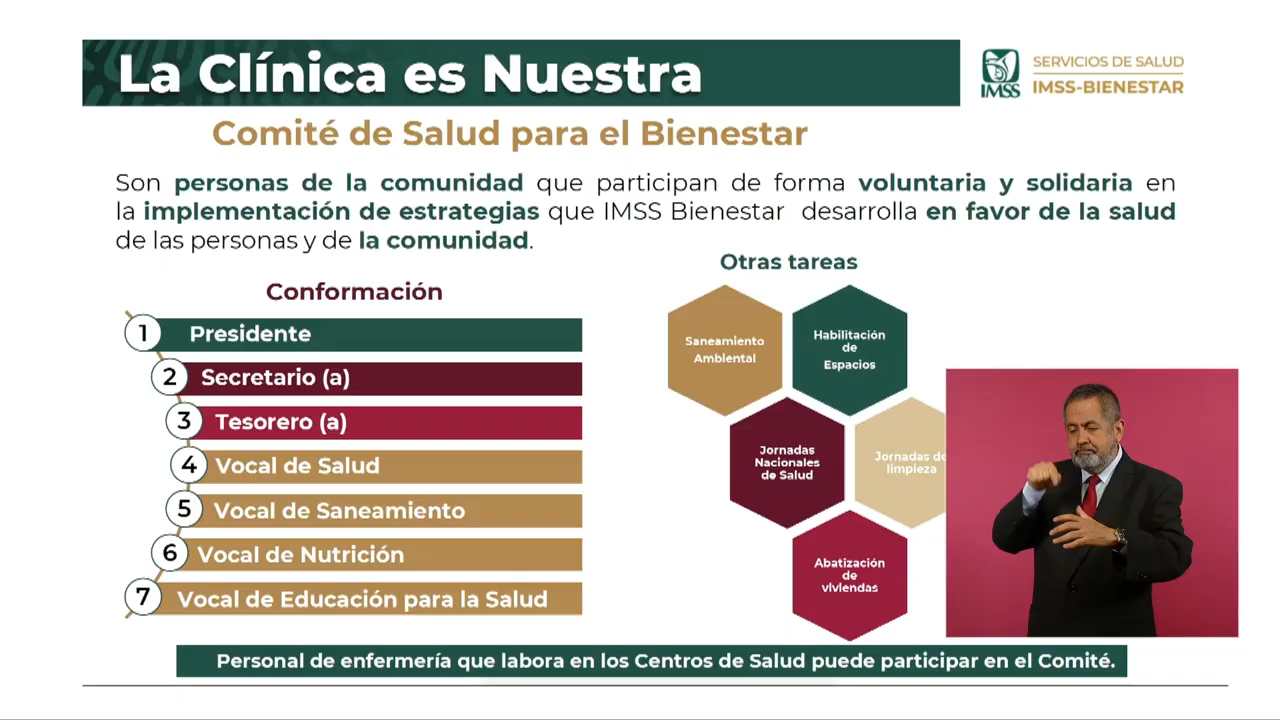 La Clínica es Nuestra
IMSS
SERVICIOS DE SALUD
IMSS-BIENESTAR
Comité de Salud para el Bienestar
Son personas de la comunidad que participan de forma voluntaria y solidaria en
la implementación de estrategias que IMSS Bienestar desarrolla en favor de la salud
de las personas y de la comunidad.
Conformación
1 Presidente
2 Secretario (a)
3 Tesorero (a)
4 Vocal de Salud
5 Vocal de Saneamiento
6 Vocal de Nutrición
7 Vocal de Educación para la Salud
Otras tareas
Saneamiento
Ambiental
Habilitación
de
Espacios
Jornadas
Nacionales
de Salud
Jornadas
limpieza
Abatización
de
viviendas
Personal de enfermería que labora en los Centros de Salud puede participar en el Comité.